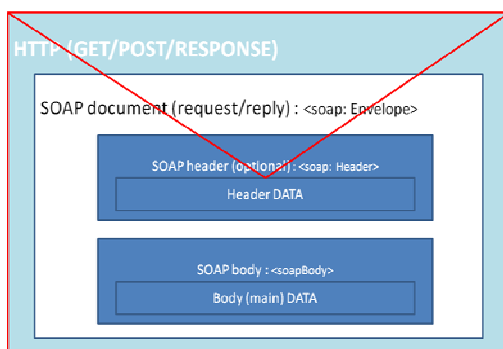 HTTP (GET/POST/RESPONSE)
SOAP document (request/reply) : <soap: Envelope>
SOAP header (optional) : <soap: Header>
Header DATA
SOAP body : <soapBody>
Body (main) DATA